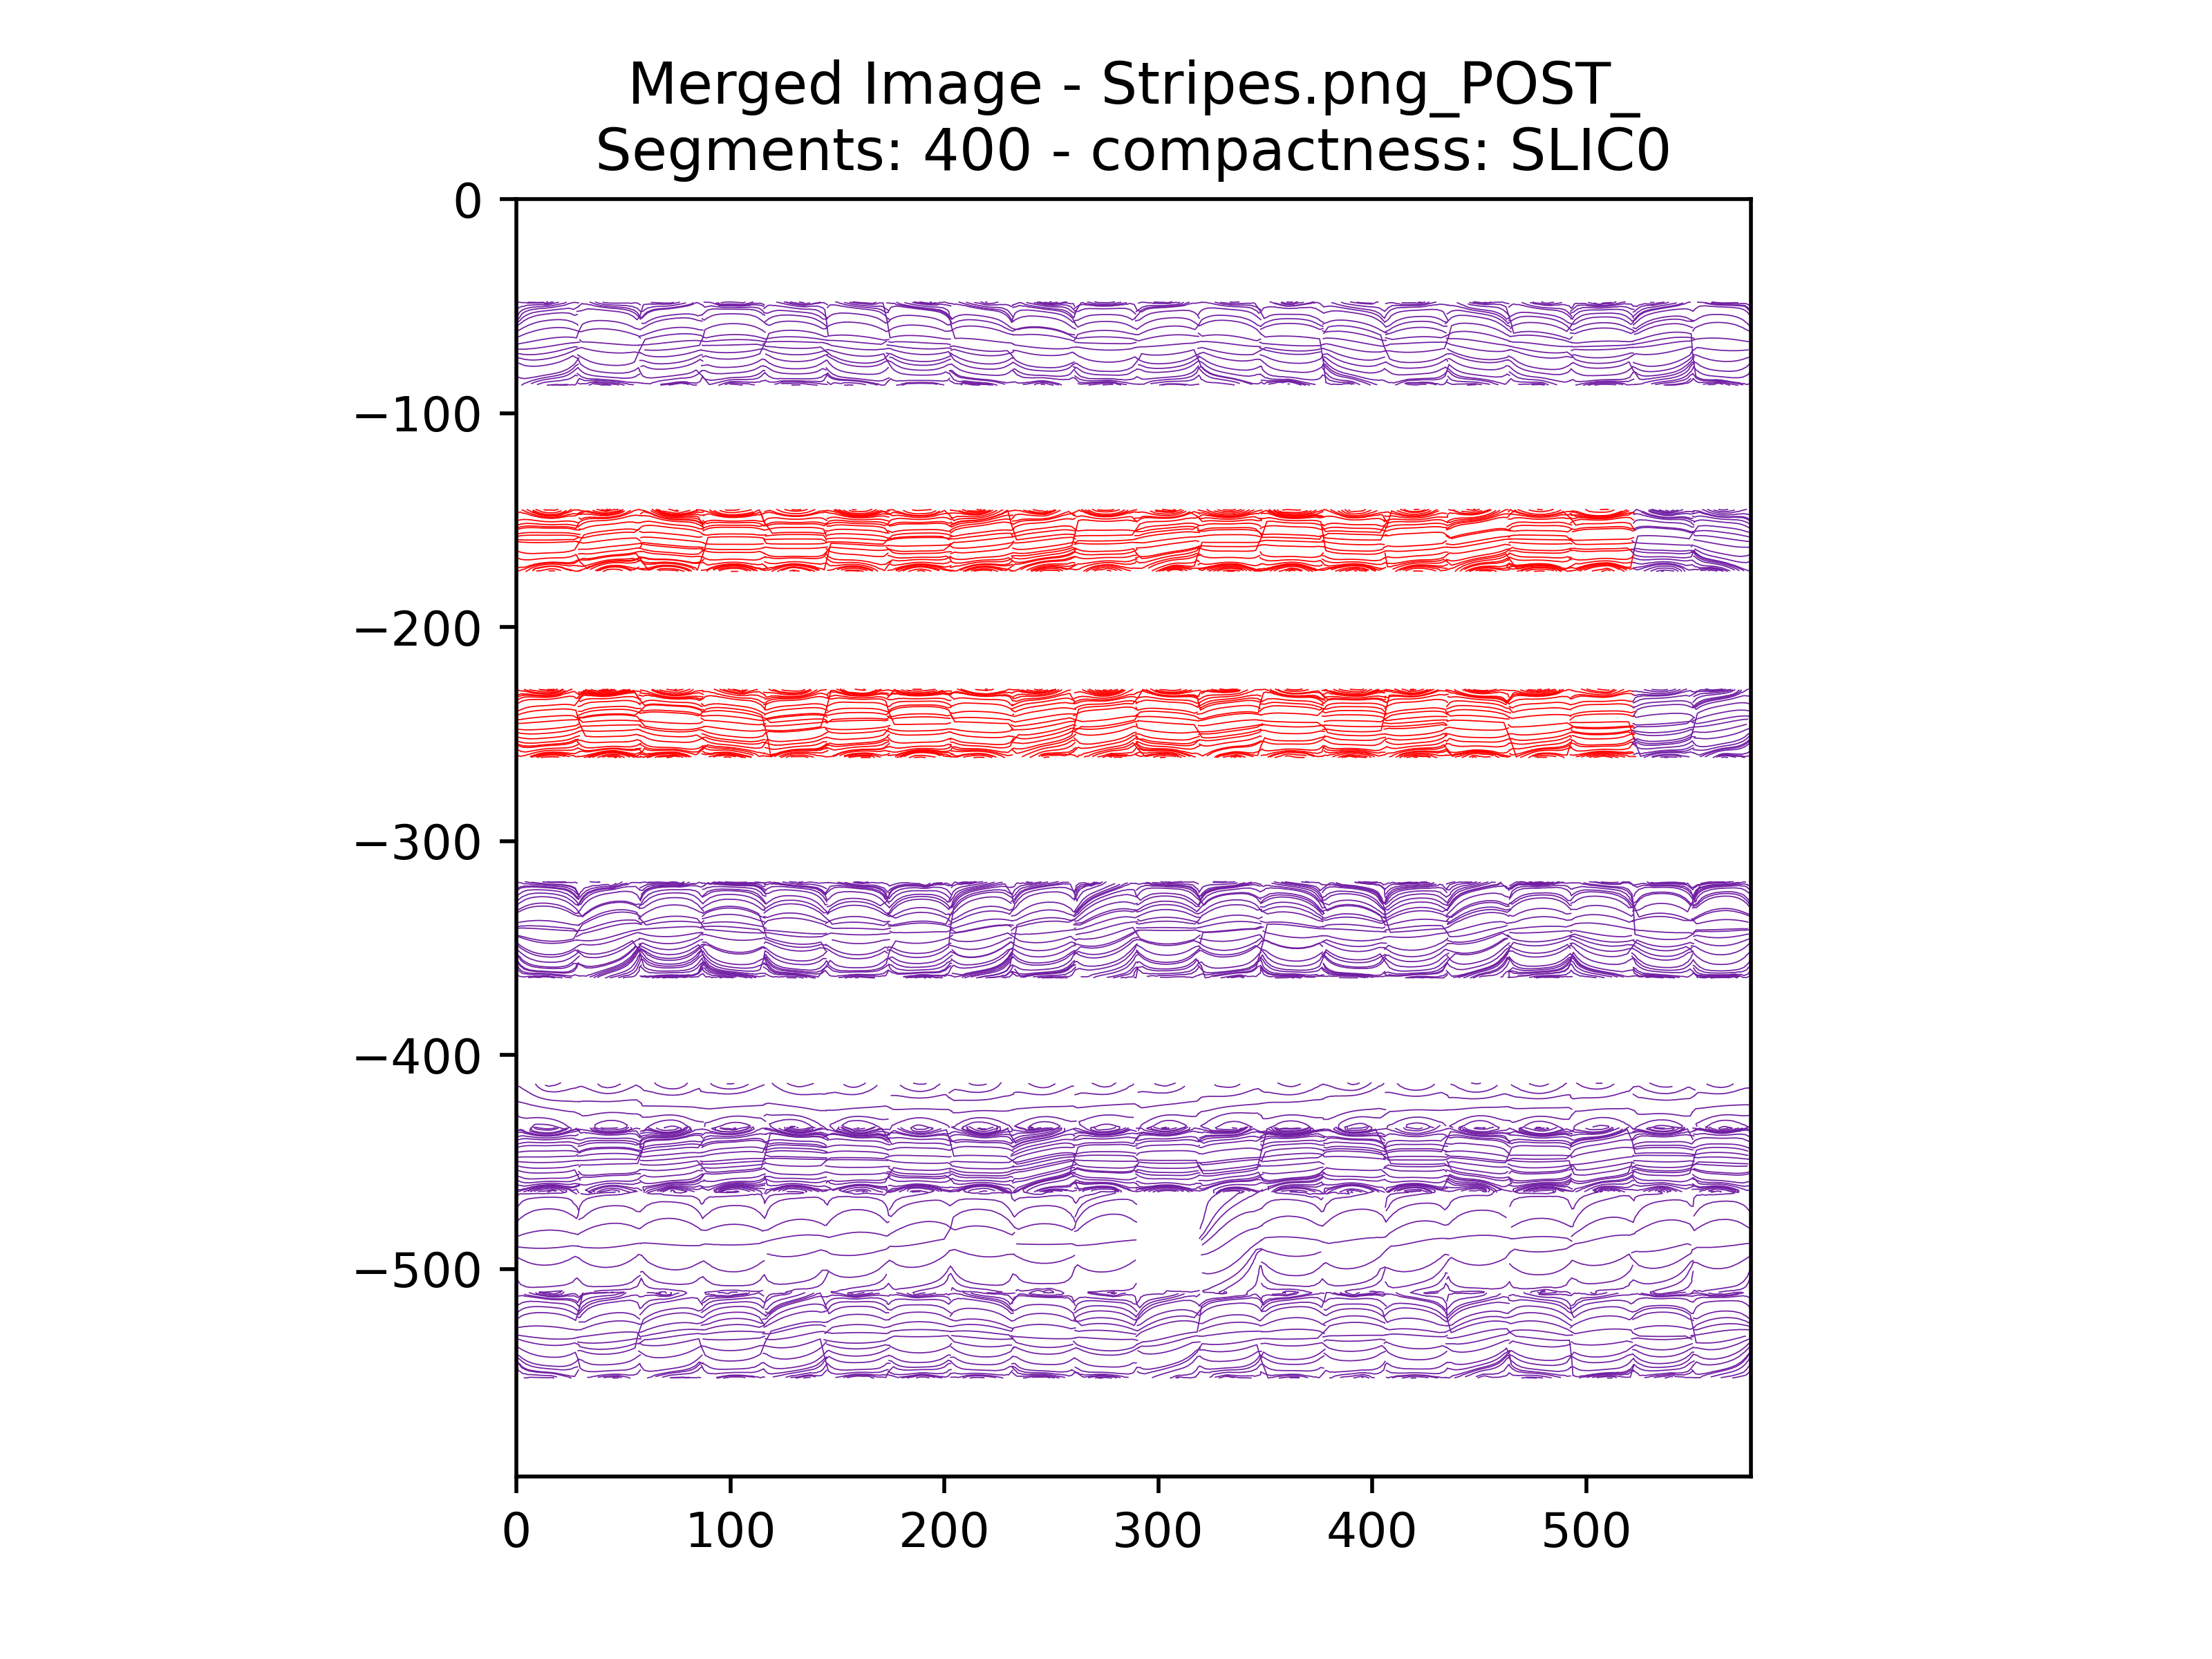 Merged Image - Stripes.png_POST_
Segments: 400 - compactness: SLIC0
0
−100
−200
−300
−400
−500
0 100 200 300 400 500